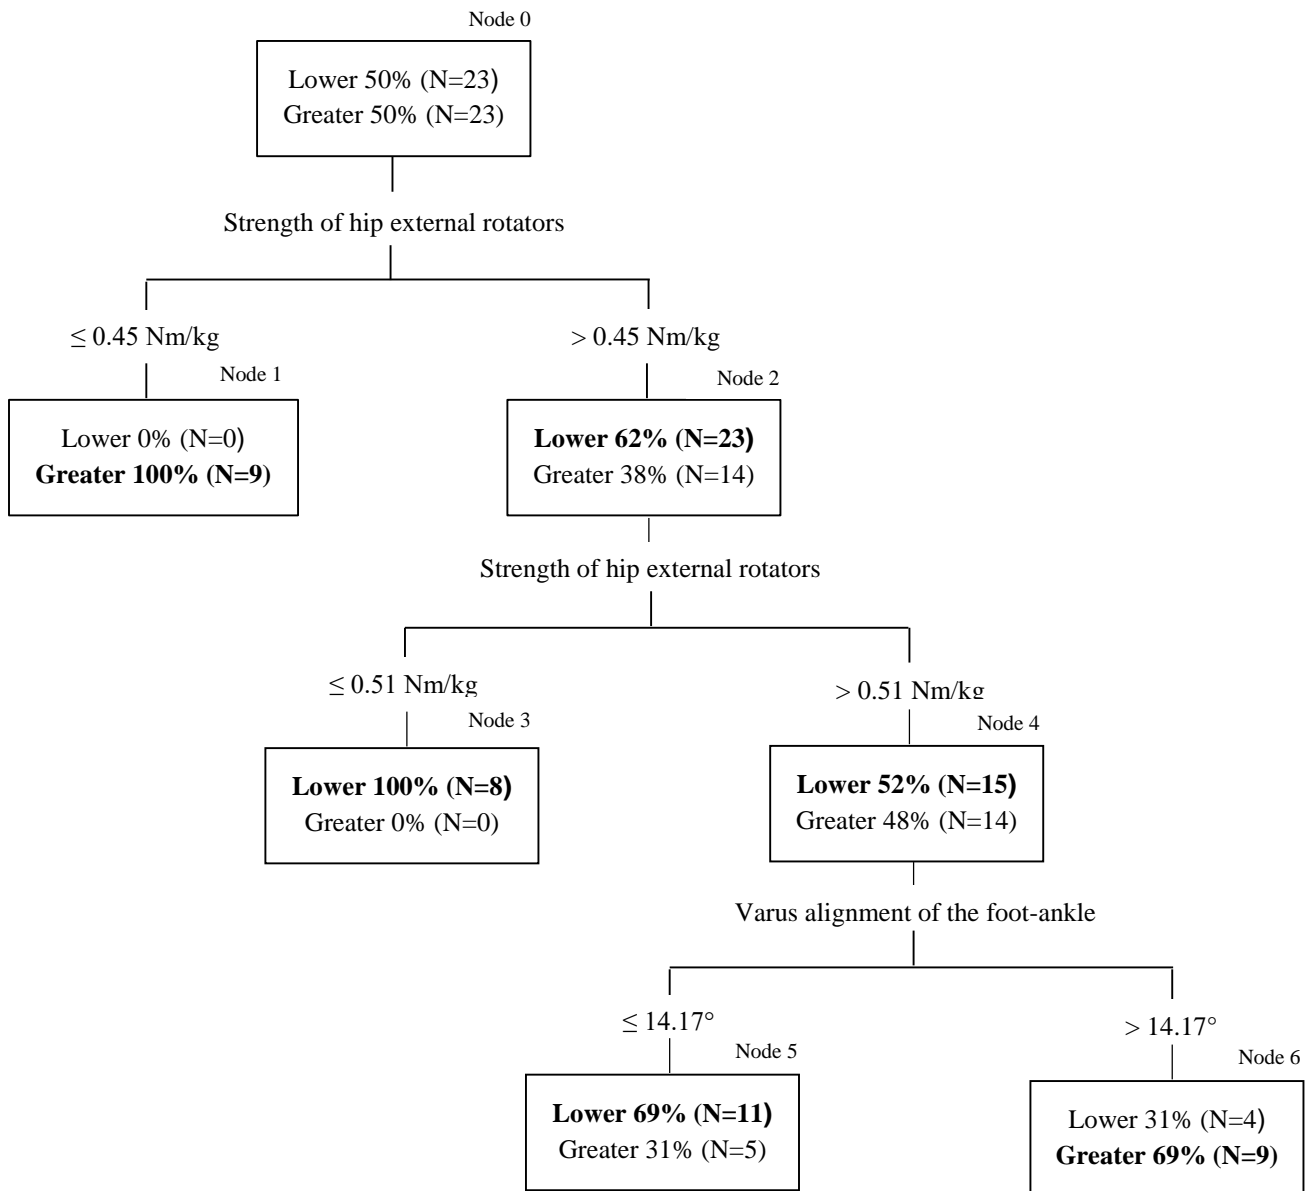 Node 0
Lower 50% (N=23)
Greater 50% (N=23)
Strength of hip external rotators
≤ 0.45 Nm/kg
> 0.45 Nm/kg
Node 1
Node 2
Lower 0% (N=0)
Greater 100% (N=9)
Lower 62% (N=23)
Greater 38% (N=14)
Strength of hip external rotators
≤ 0.51 Nm/kg
> 0.51 Nm/kg
Node 3
Node 4
Lower 100% (N=8)
Greater 0% (N=0)
Lower 52% (N=15)
Greater 48% (N=14)
Varus alignment of the foot-ankle
≤ 14.17°
> 14.17°
Node 5
Node 6
Lower 69% (N=11)
Greater 31% (N=5)
Lower 31% (N=4)
Greater 69% (N=9)